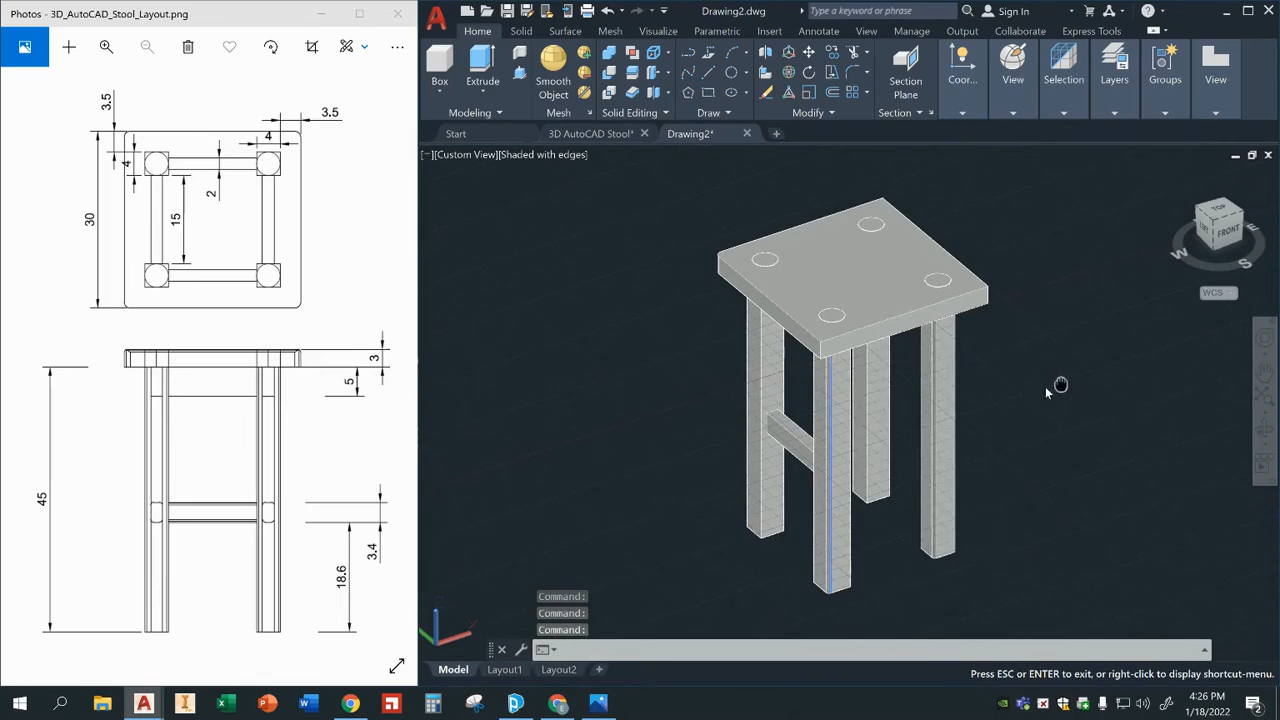 Photos - 3D_AutoCAD_Stool_Layout.png
3.5
3.5
4
4
2
15
30
3
5
45
3.4
18.6
Drawing2.dwg
Type a keyword or phrase
Sign In
Home
Solid
Surface
Mesh
Visualize
Parametric
Insert
Annotate
View
Manage
Output
Collaborate
Express Tools
Box
Extrude
Smooth
Object
Section
Plane
Coor...
View
Selection
Layers
Groups
View
Modeling
Mesh
Solid Editing
Draw
Modify
Section
Start
3D AutoCAD Stool*
Drawing2*
[−][Custom View][Shaded with edges]
TOP
FRONT
W
S
E
WCS
Command:
Command:
Command:
Model
Layout1
Layout2
Press ESC or ENTER to exit, or right-click to display shortcut-menu.
4:26 PM
1/18/2022